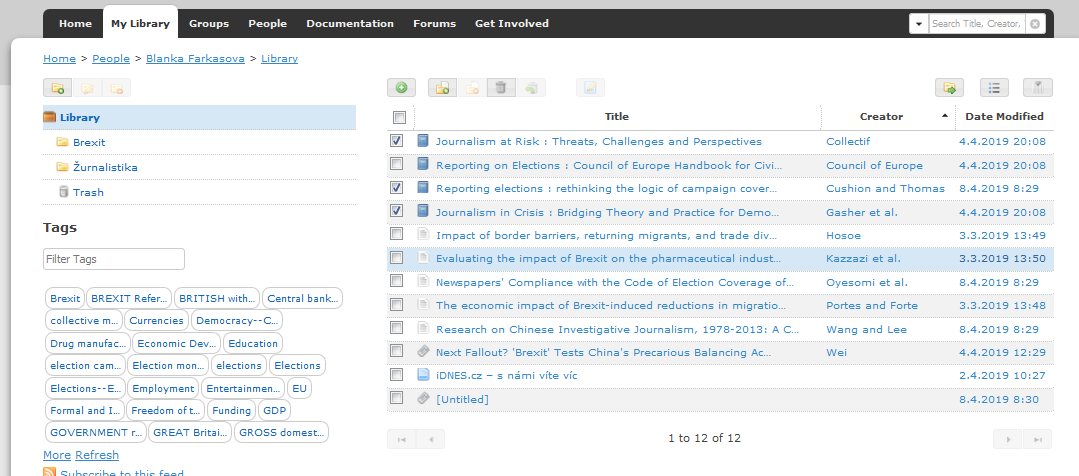 Home My Library Groups People Documentation Forums Get Involved Search Title, Creator,
Home > People > Blanka Farkasova > Library
Library
Brexit
Žurnalistika
Trash
Tags
Filter Tags
Brexit BREXIT Refer... BRITISH with... Central bank...
collective m... Currencies Democracy--C...
Drug manufac... Economic Dev... Education
election cam... Election mon... elections Elections
Elections--E... Employment Entertainmen... EU
Formal and I... Freedom of t... Funding GDP
GOVERNMENT r... GREAT Britai... GROSS domest...
More Refresh
Subscribe to this feed
Title Creator Date Modified
Journalism at Risk : Threats, Challenges and Perspectives Collectif 4.4.2019 20:08
Reporting on Elections : Council of Europe Handbook for Civi... Council of Europe 4.4.2019 20:08
Reporting elections : rethinking the logic of campaign cover... Cushion and Thomas 8.4.2019 8:29
Journalism in Crisis : Bridging Theory and Practice for Demo... Gasher et al. 4.4.2019 20:08
Impact of border barriers, returning migrants, and trade div... Hosoe 3.3.2019 13:49
Evaluating the impact of Brexit on the pharmaceutical indust... Kazzazi et al. 3.3.2019 13:50
Newspapers' Compliance with the Code of Election Coverage of... Oyesomi et al. 8.4.2019 8:29
The economic impact of Brexit-induced reductions in migratio... Portes and Forte 3.3.2019 13:48
Research on Chinese Investigative Journalism, 1978-2013: A C... Wang and Lee 8.4.2019 8:29
Next Fallout? 'Brexit' Tests China's Precarious Balancing Ac... Wei 4.4.2019 12:29
iDNES.cz – s námi víte víc 2.4.2019 10:27
[Untitled] 8.4.2019 8:30
1 to 12 of 12